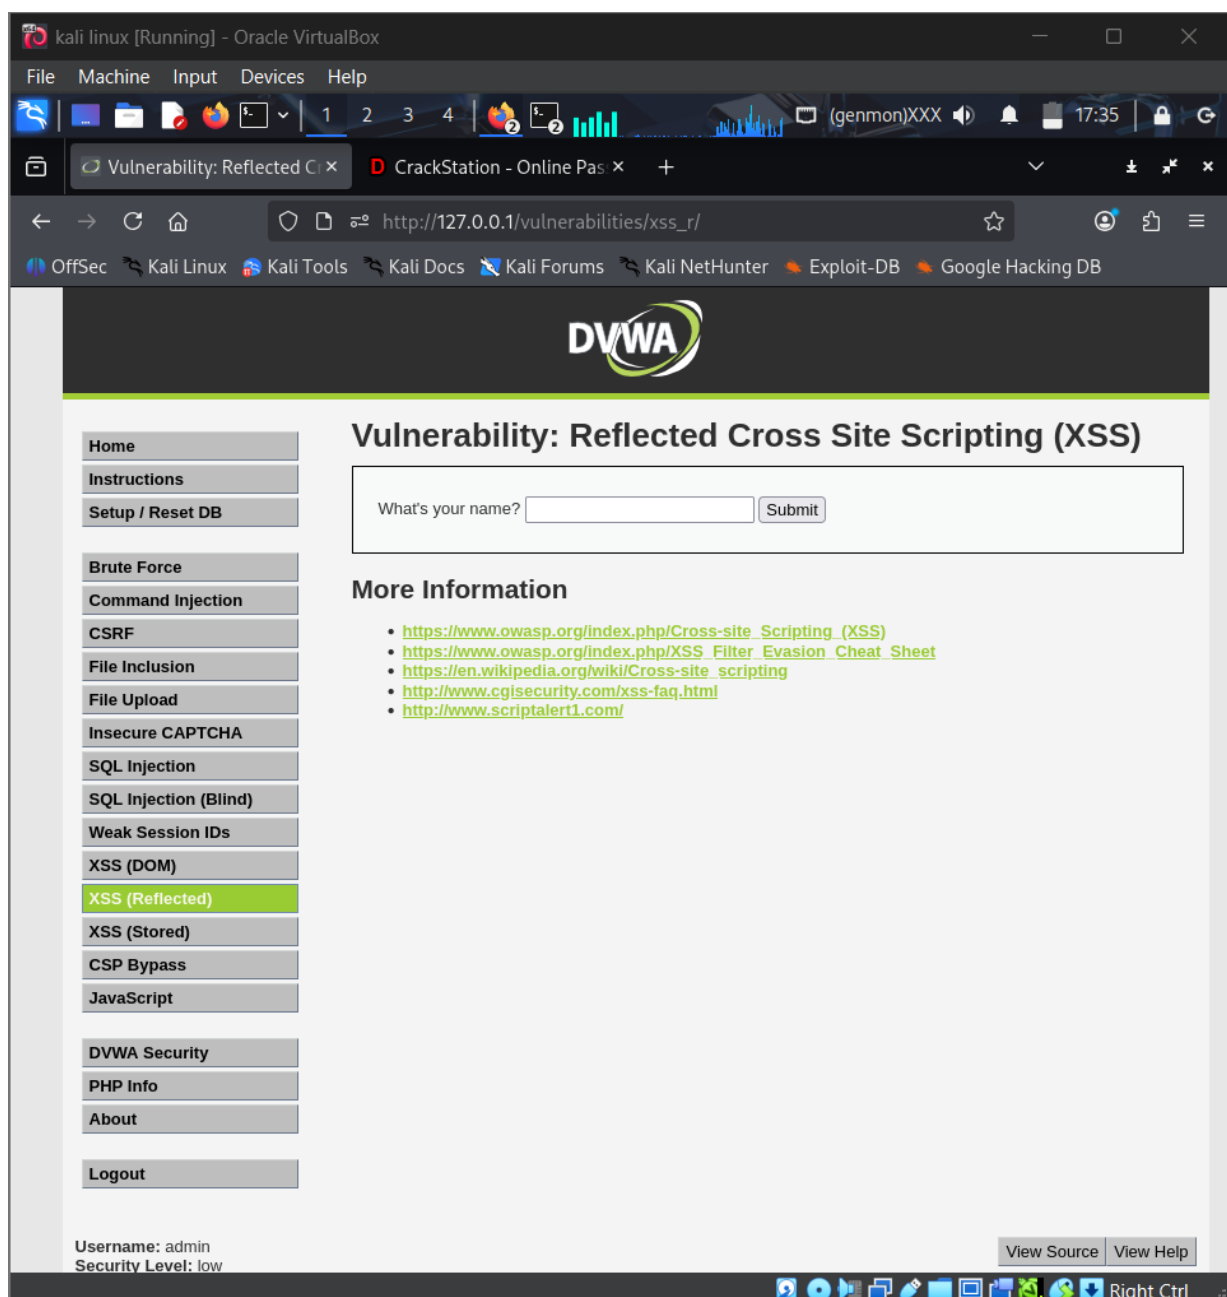 kali linux [Running] - Oracle VirtualBox
File Machine Input Devices Help
1 2 3 4 2 2 (genmon)XXX 17:35
Vulnerability: Reflected Cr CrackStation - Online Pas
http://127.0.0.1/vulnerabilities/xss_r/
OffSec Kali Linux Kali Tools Kali Docs Kali Forums Kali NetHunter Exploit-DB Google Hacking DB
DVWA
Home
Instructions
Setup / Reset DB
Brute Force
Command Injection
CSRF
File Inclusion
File Upload
Insecure CAPTCHA
SQL Injection
SQL Injection (Blind)
Weak Session IDs
XSS (DOM)
XSS (Reflected)
XSS (Stored)
CSP Bypass
JavaScript
DVWA Security
PHP Info
About
Logout
Vulnerability: Reflected Cross Site Scripting (XSS)
What's your name? Submit
More Information
https://www.owasp.org/index.php/Cross-site_Scripting_(XSS)
https://www.owasp.org/index.php/XSS_Filter_Evasion_Cheat_Sheet
https://en.wikipedia.org/wiki/Cross-site_scripting
http://www.cgisecurity.com/xss-faq.html
http://www.scriptalert1.com/
Username: admin
Security Level: low
View Source View Help
Right Ctrl